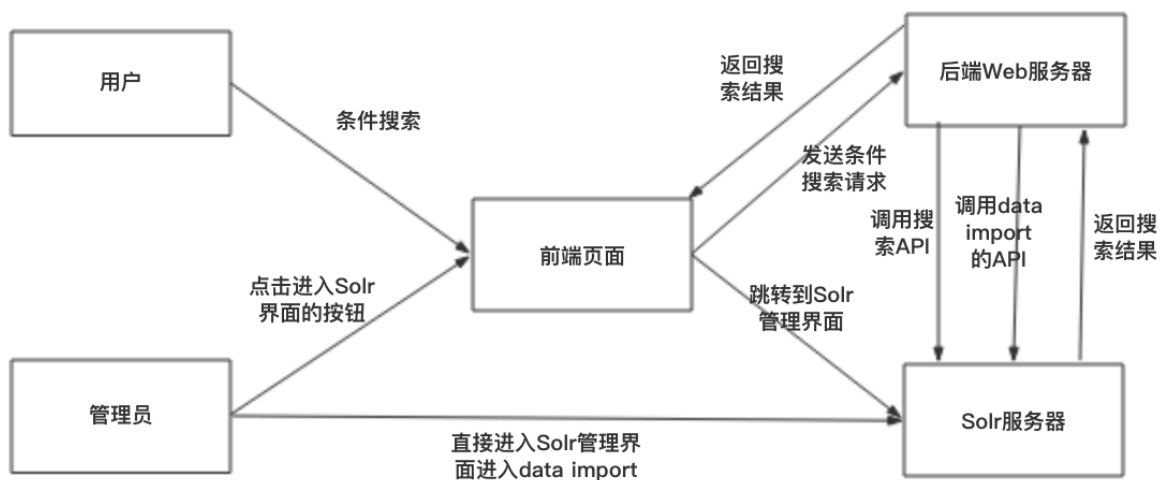 用户
条件搜索
返回搜
索结果
后端Web服务器
发送条件
搜索请求
前端页面
调用搜
索API
调用data
import
的API
返回搜
索结果
点击进入Solr
界面的按钮
跳转到Solr
管理界面
管理员
直接进入Solr管理界
面进入data import
Solr服务器